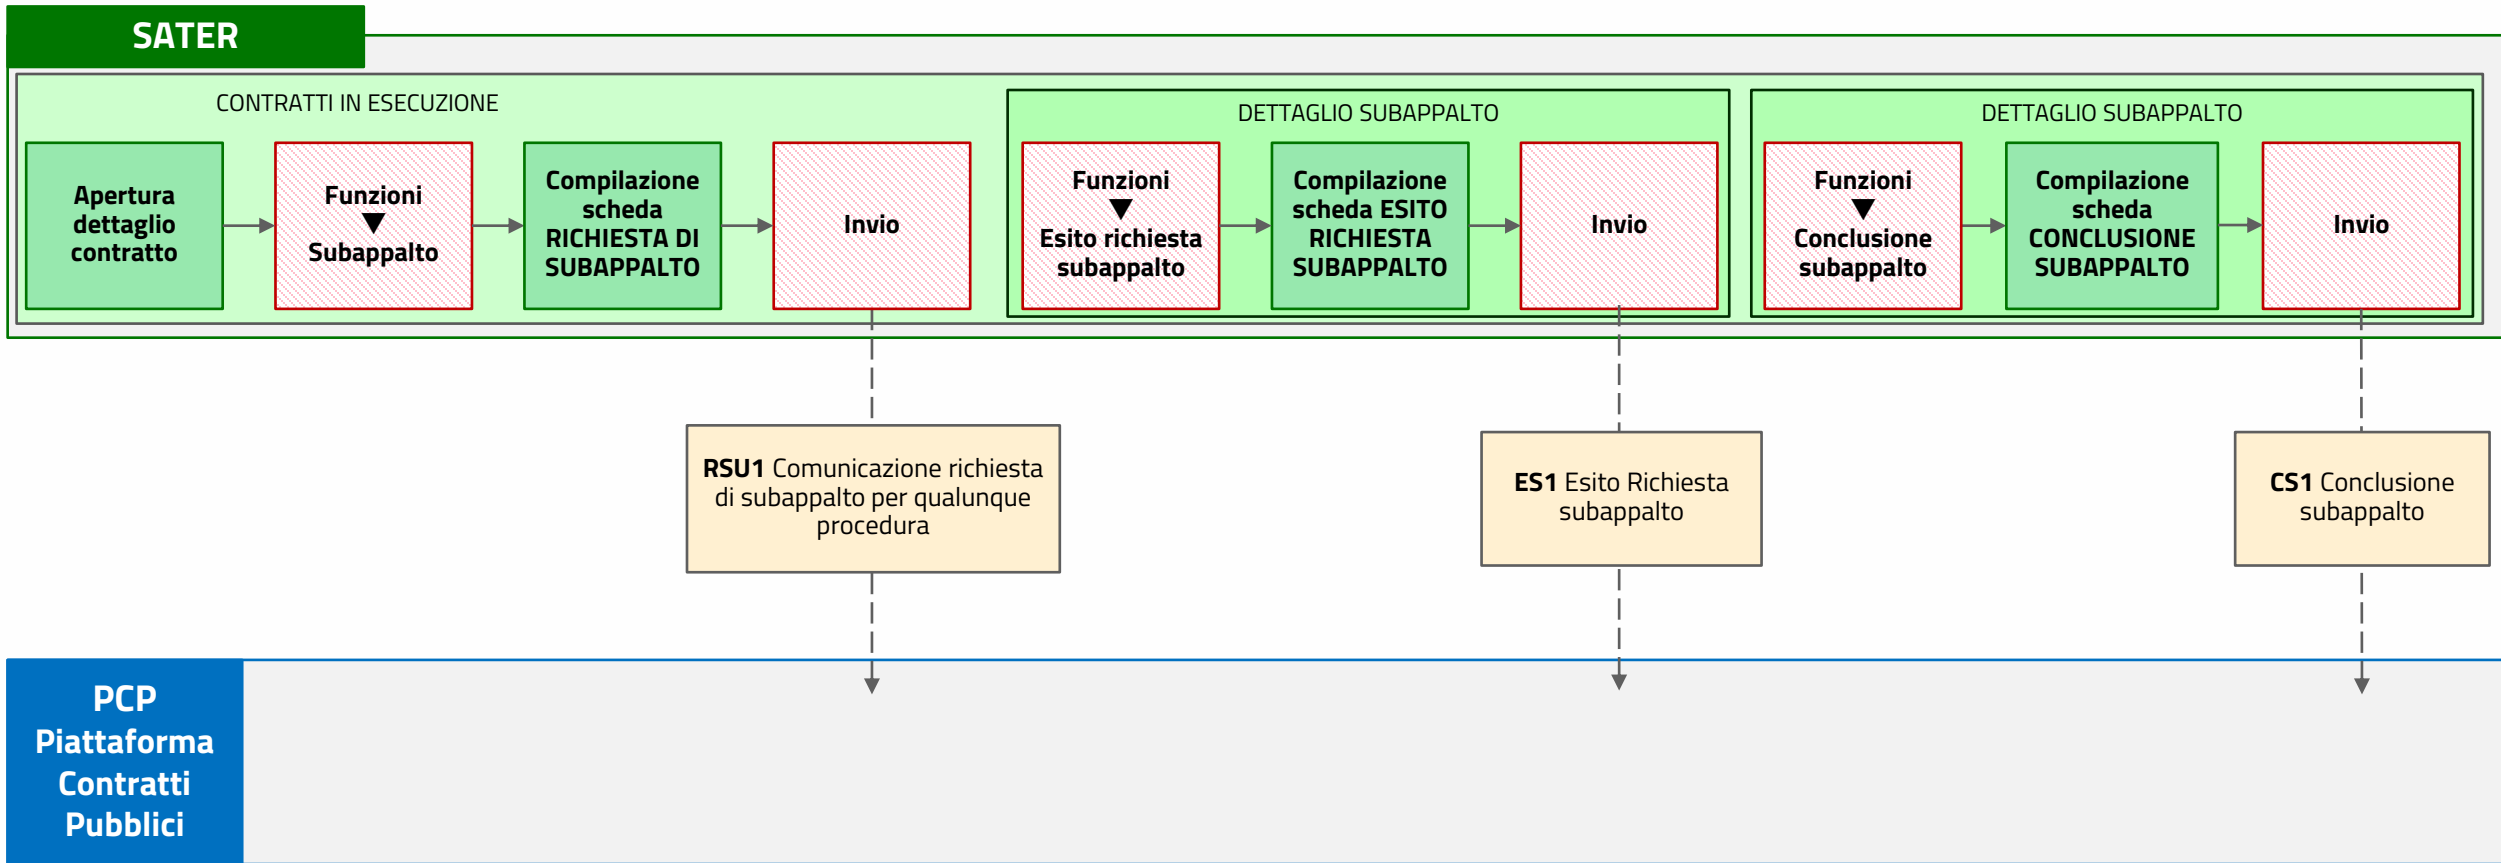 SATER
CONTRATTI IN ESECUZIONE
Apertura
dettaglio
contratto
Funzioni
▼
Subappalto
Compilazione
scheda
RICHIESTA DI
SUBAPPALTO
Invio
DETTAGLIO SUBAPPALTO
Funzioni
▼
Esito richiesta
subappalto
Compilazione
scheda ESITO
RICHIESTA
SUBAPPALTO
Invio
DETTAGLIO SUBAPPALTO
Funzioni
▼
Conclusione
subappalto
Compilazione
scheda
CONCLUSIONE
SUBAPPALTO
Invio
RSU1 Comunicazione richiesta
di subappalto per qualunque
procedura
ES1 Esito Richiesta
subappalto
CS1 Conclusione
subappalto
PCP
Piattaforma
Contratti
Pubblici